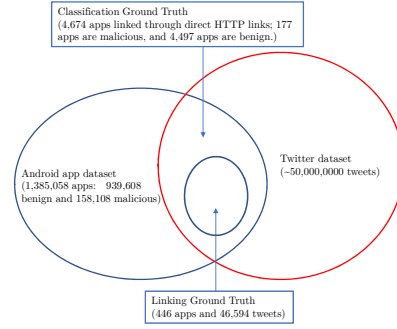 Classification Ground Truth
(4,674 apps linked through direct HTTP links; 177
apps are malicious, and 4,497 apps are benign.)
Android app dataset
(1,385,058 apps: 939,608
benign and 158,108 malicious)
Twitter dataset
(~50,000,0000 tweets)
Linking Ground Truth
(446 apps and 46,594 tweets)